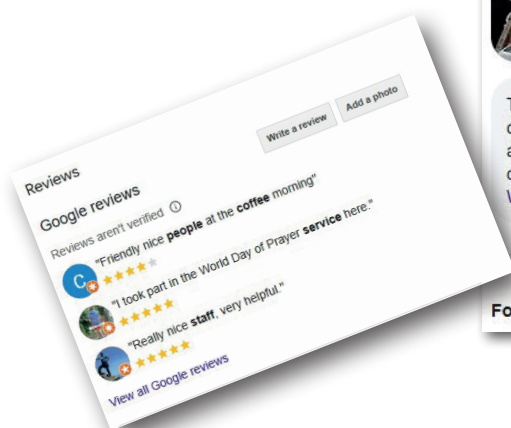 Reviews
Write a review
Add a photo
Google reviews
Reviews aren't verified
C
"Friendly nice people at the coffee morning"
"I took part in the World Day of Prayer service here."
"Really nice staff, very helpful."
View all Google reviews
Fo